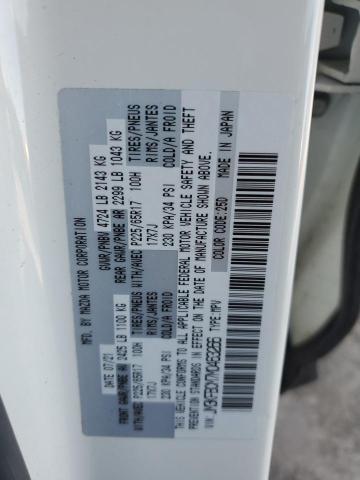 MFD. BY MAZDA MOTOR CORPORATION
DATE: 07/21 GWVR/PNBV 4724 LB 2143 KG
FRONT GAWR/PNBE AV 2425 LB 1100 KG REAR GAWR/PNBE AR 2299 LB 1043 KG
WITH/AVEC P225/65R17 100H TIRES/PNEUS WITH/AVEC P225/65R17 100H TIRES/PNEUS
17X7J RIMS/JANTES 17X7J RIMS/JANTES
230 KPA/34 PSI COLD/A FROID 230 KPA/34 PSI COLD/A FROID
THIS VEHICLE CONFORMS TO ALL APPLICABLE FEDERAL MOTOR VEHICLE SAFETY AND THEFT
PREVENTION STANDARDS IN EFFECT ON THE DATE OF MANUFACTURE SHOWN ABOVE.
VIN: TYPE: MPV COLOR CODE: 25D MADE IN JAPAN